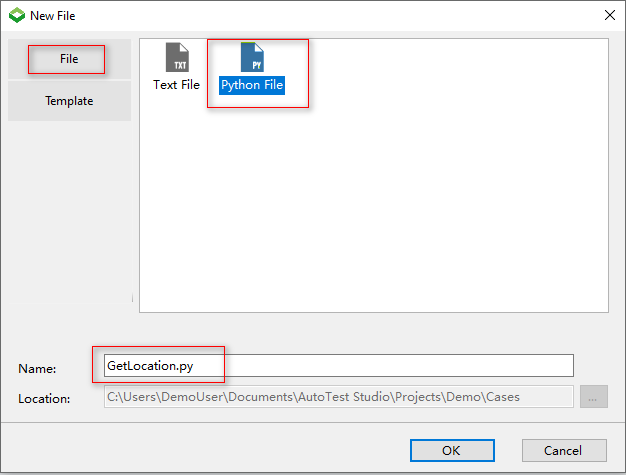 New File
File
Template
TXT
Text File
PY
Python File
Name:
GetLocation.py
Location:
C:\Users\DemoUser\Documents\AutoTest Studio\Projects\Demo\Cases
...
OK
Cancel